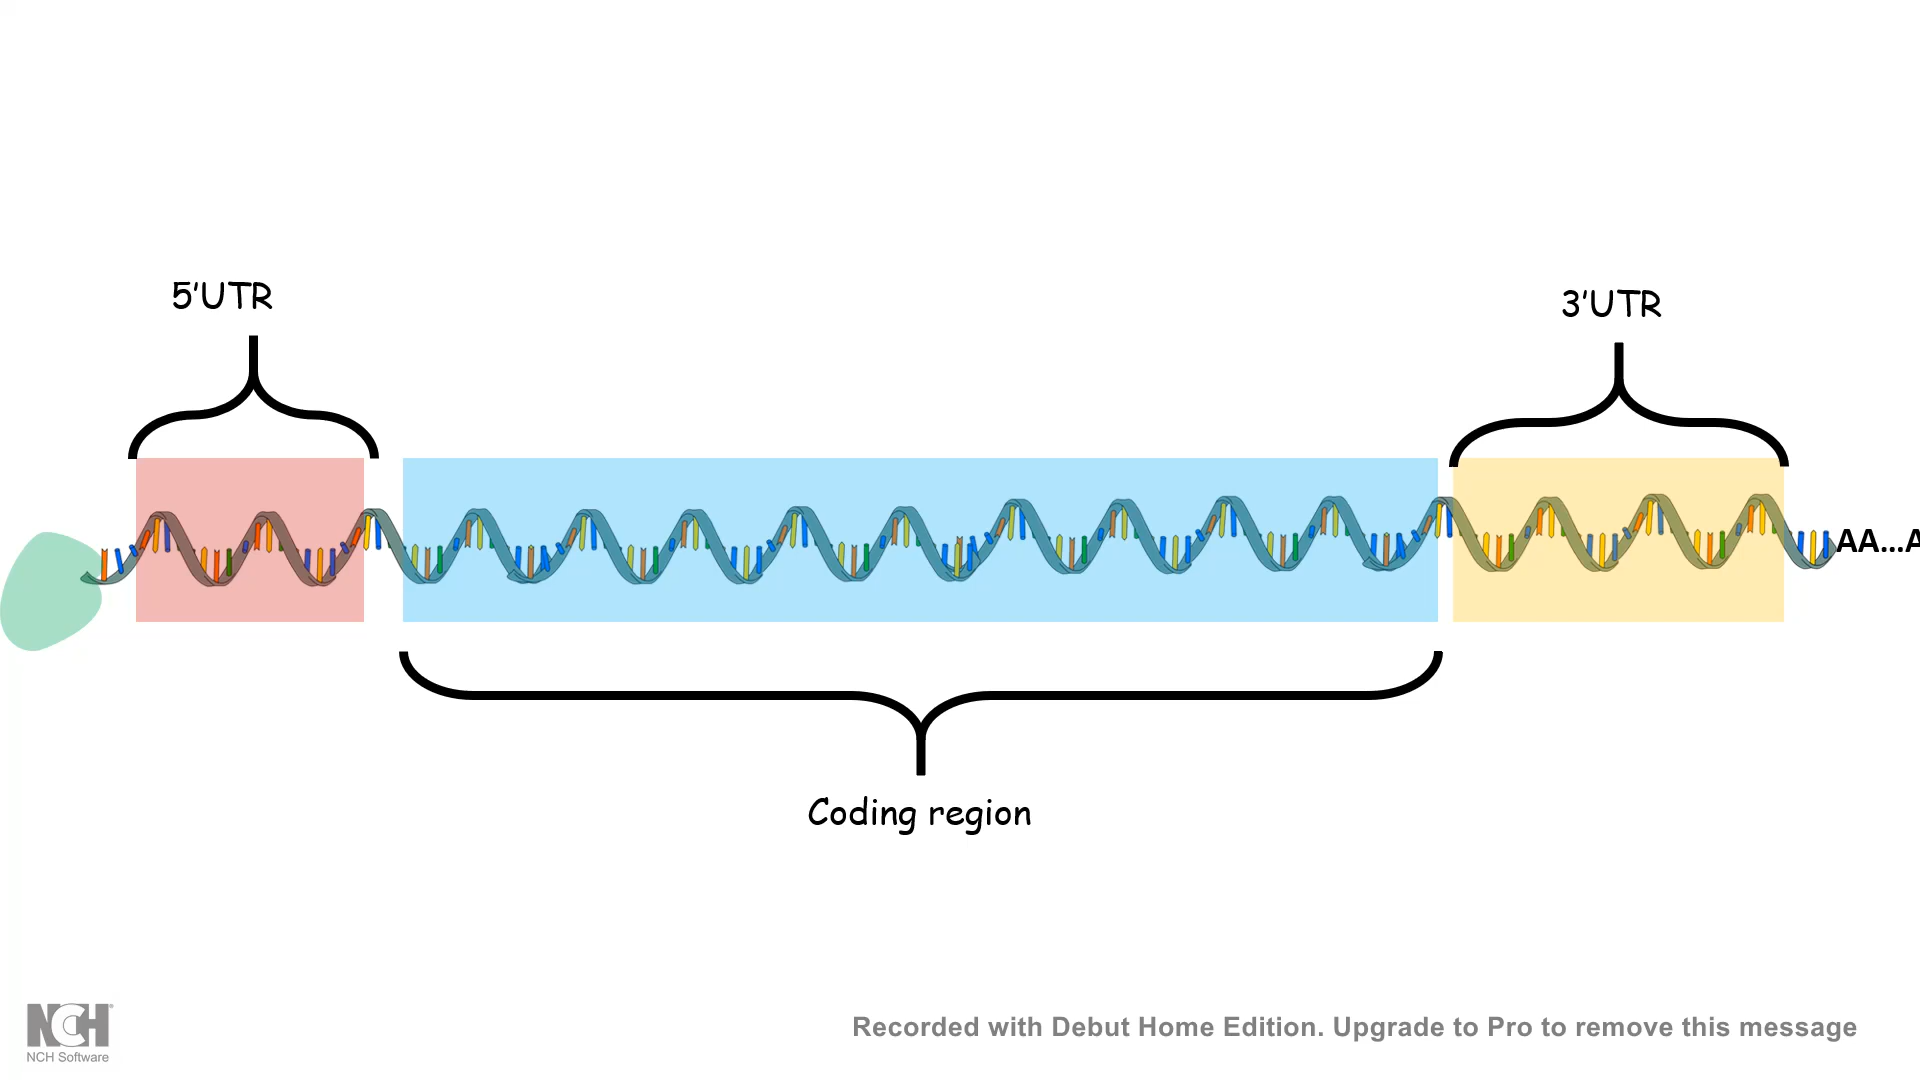 5'UTR
3'UTR
AA...A
Coding region
NCH
NCH Software
Recorded with Debut Home Edition. Upgrade to Pro to remove this message